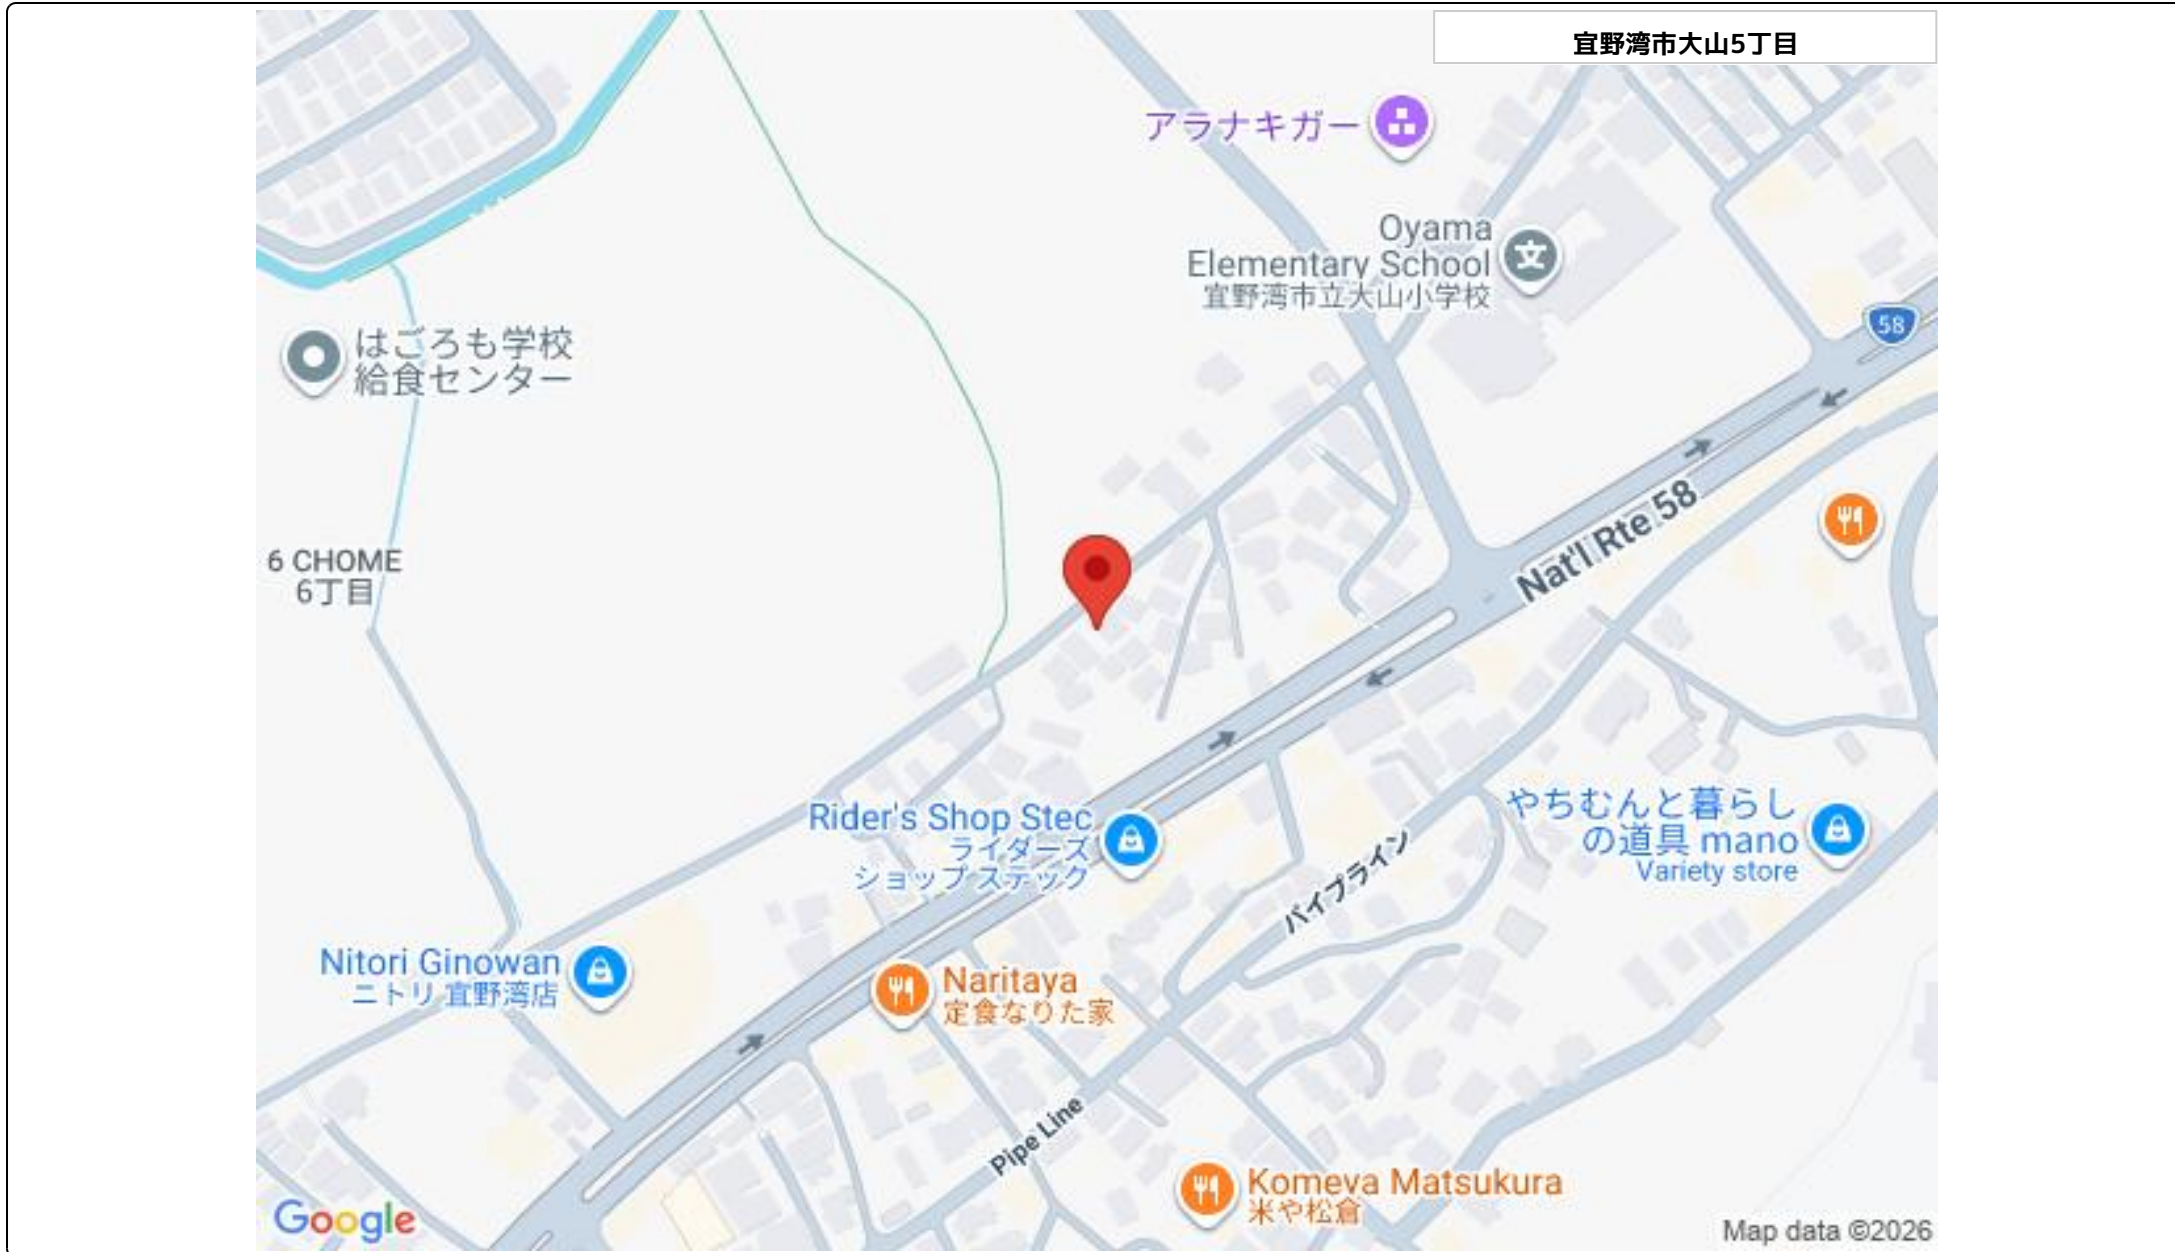 宜野湾市大山5丁目
アラナキガー
Oyama
Elementary School
宜野湾市立大山小学校
58
はごろも学校
給食センター
Nat'l Rte 58
6 CHOME
6丁目
Rider's Shop Stec
ライダーズ
ショップ ステック
やちむんと暮らし
の道具 mano
Variety store
パイプライン
Nitori Ginowan
ニトリ 宜野湾店
Naritaya
定食なりた家
Pipe Line
Komeya Matsukura
米や松倉
Google
Map data ©2026